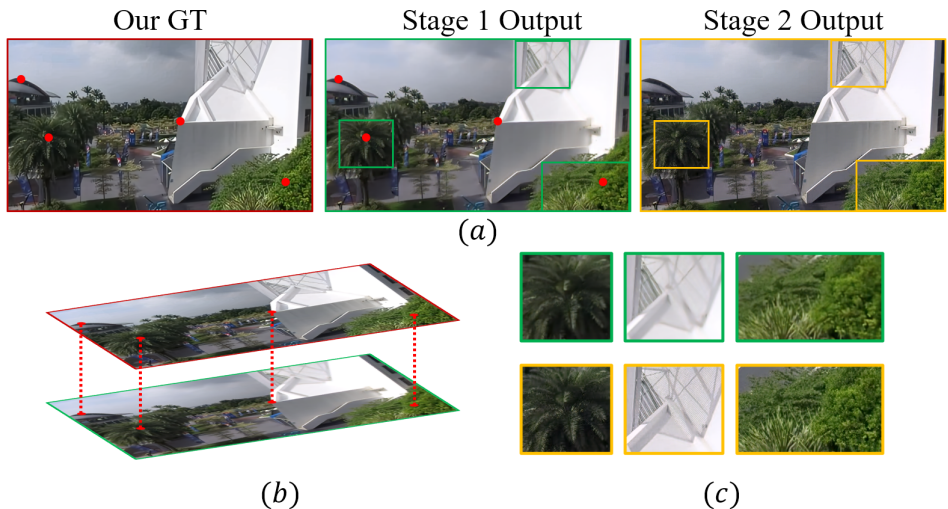 Our GT
Stage 1 Output
Stage 2 Output
(a)
(b)
(c)